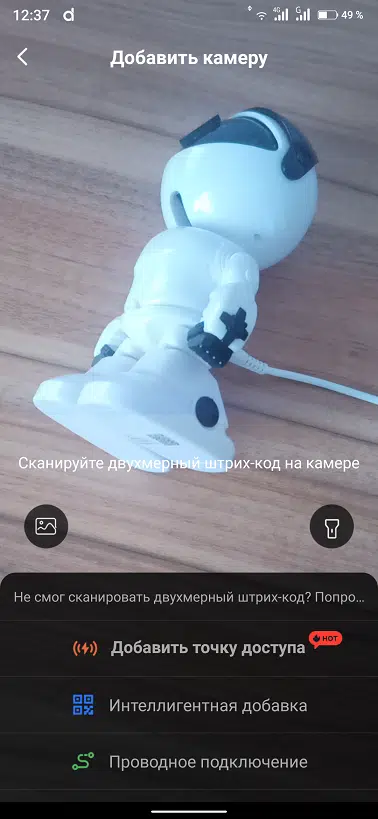 12:37 d 4G G 49 %
Добавить камеру
Сканируйте двухмерный штрих-код на камере
Не смог сканировать двухмерный штрих-код? Попро...
Добавить точку доступа HOT
Интеллигентная добавка
Проводное подключение